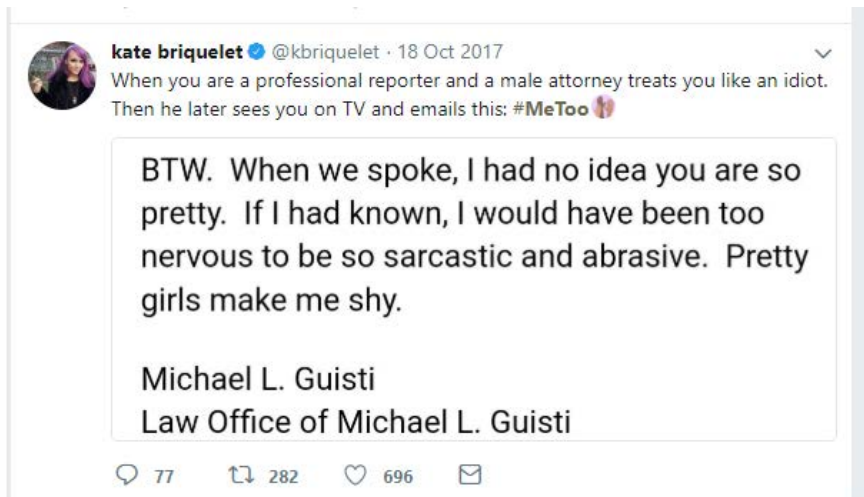 kate briquelet @kbriquelet · 18 Oct 2017
When you are a professional reporter and a male attorney treats you like an idiot.
Then he later sees you on TV and emails this: #MeToo
BTW.  When we spoke, I had no idea you are so
pretty.  If I had known, I would have been too
nervous to be so sarcastic and abrasive.  Pretty
girls make me shy.
Michael L. Guisti
Law Office of Michael L. Guisti
77 282 696